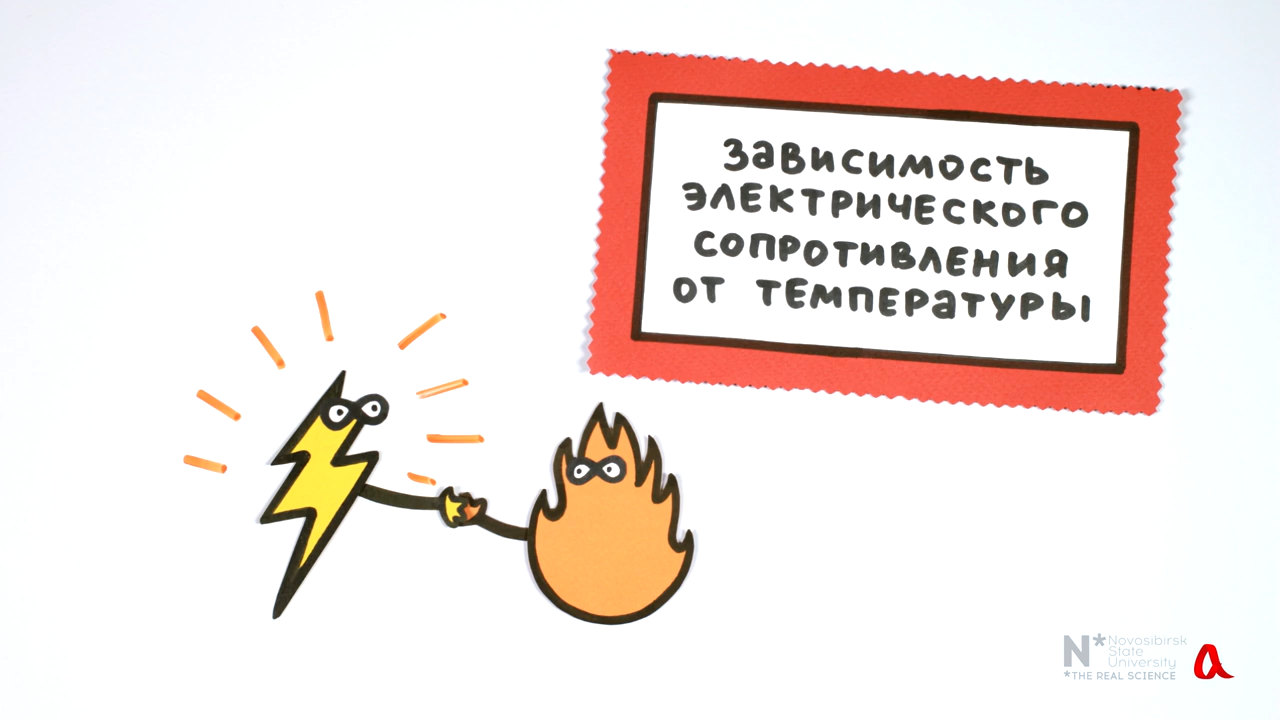 зависимость
электрического
сопротивления
от температуры
N* Novosibirsk
State
University
*THE REAL SCIENCE
a